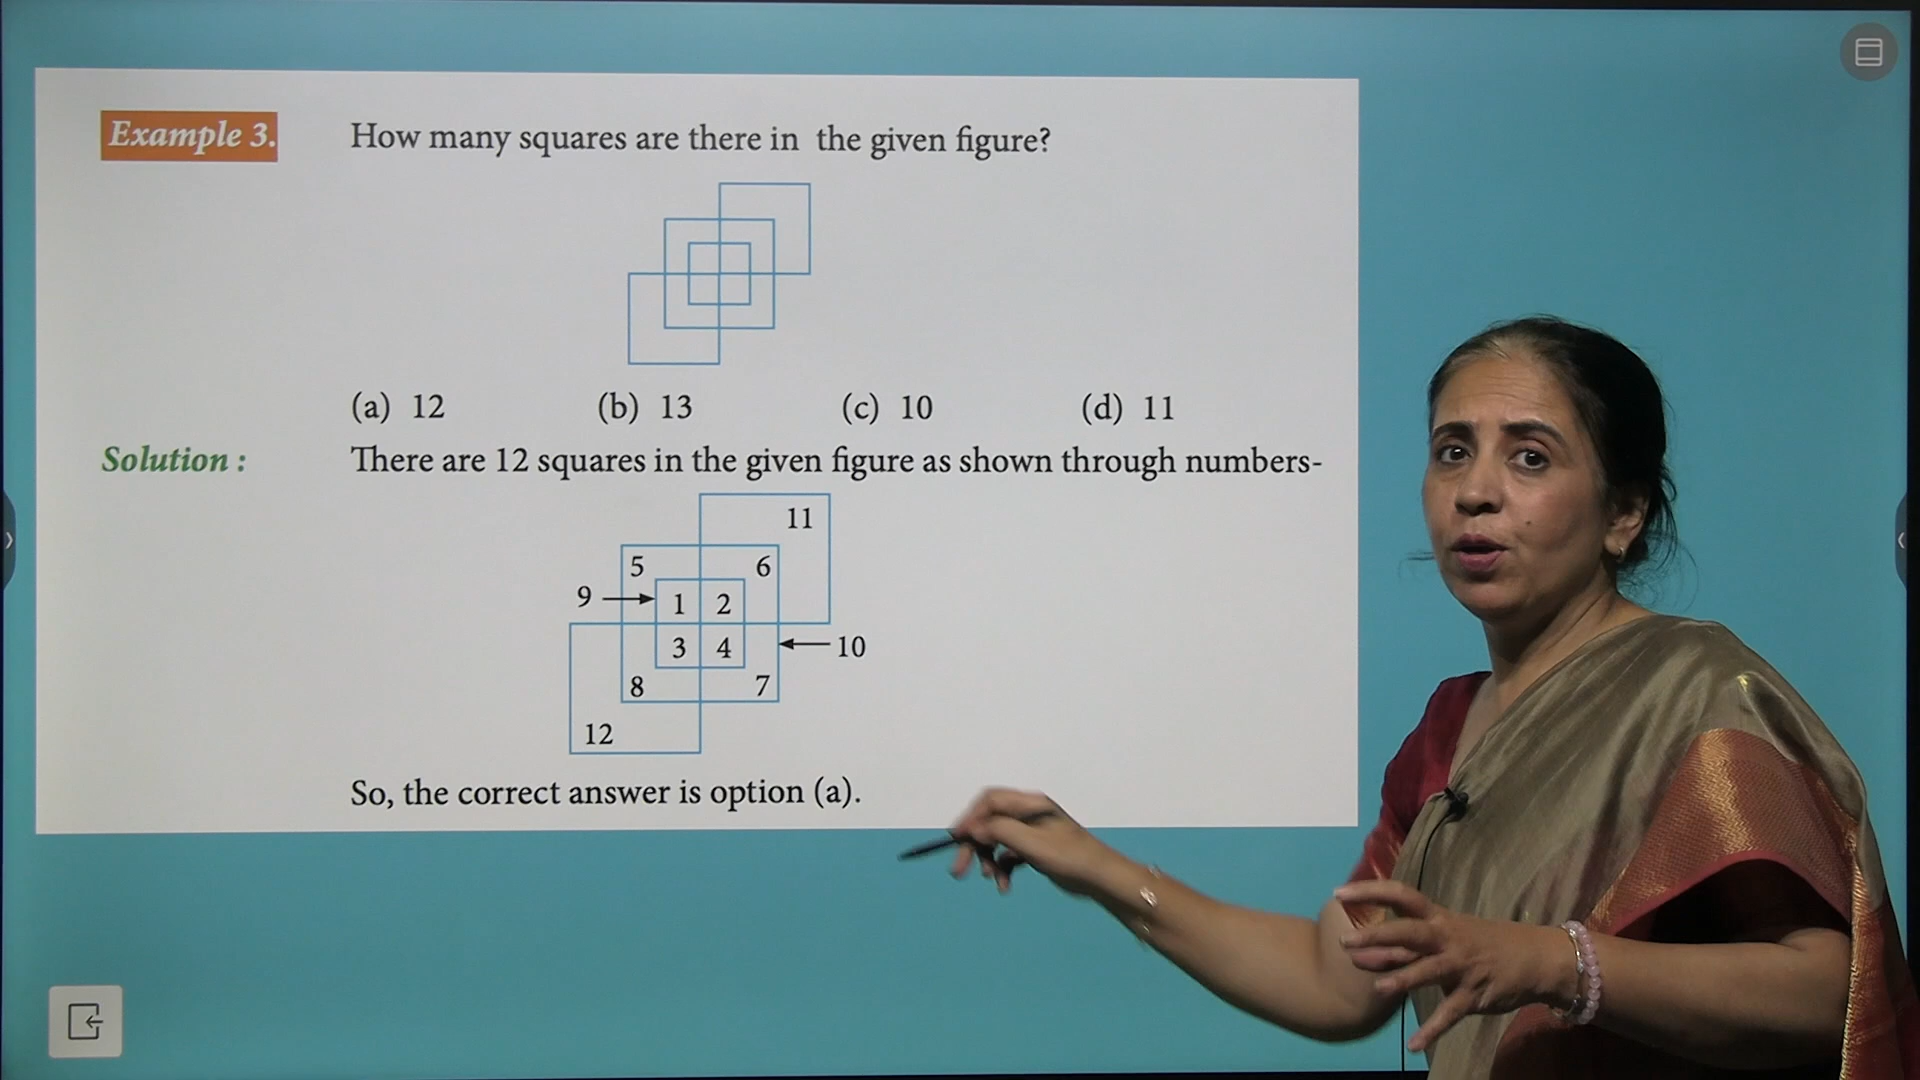 Example 3. How many squares are there in the given figure?
(a) 12 (b) 13 (c) 10 (d) 11
Solution : There are 12 squares in the given figure as shown through numbers-
11
5 6
9 1 2
3 4 10
8 7
12
So, the correct answer is option (a).